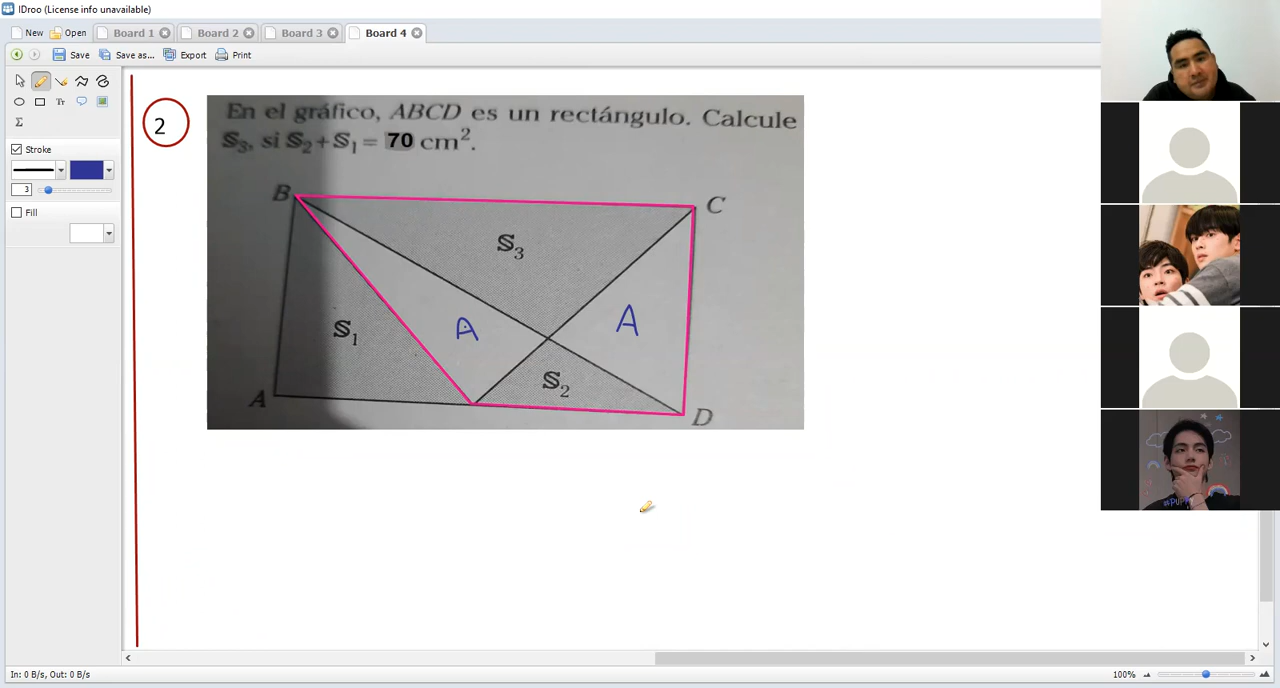 IDroo (License info unavailable)
New Open Board 1 Board 2 Board 3 Board 4
Save Save as... Export Print
Tr
Σ
Stroke
3
Fill
2
En el gráfico, ABCD es un rectángulo. Calcule
S₃, si S₂+S₁= 70 cm².
B
C
S₃
S₁
A
A
S₂
A
D
In: 0 B/s, Out: 0 B/s
100%